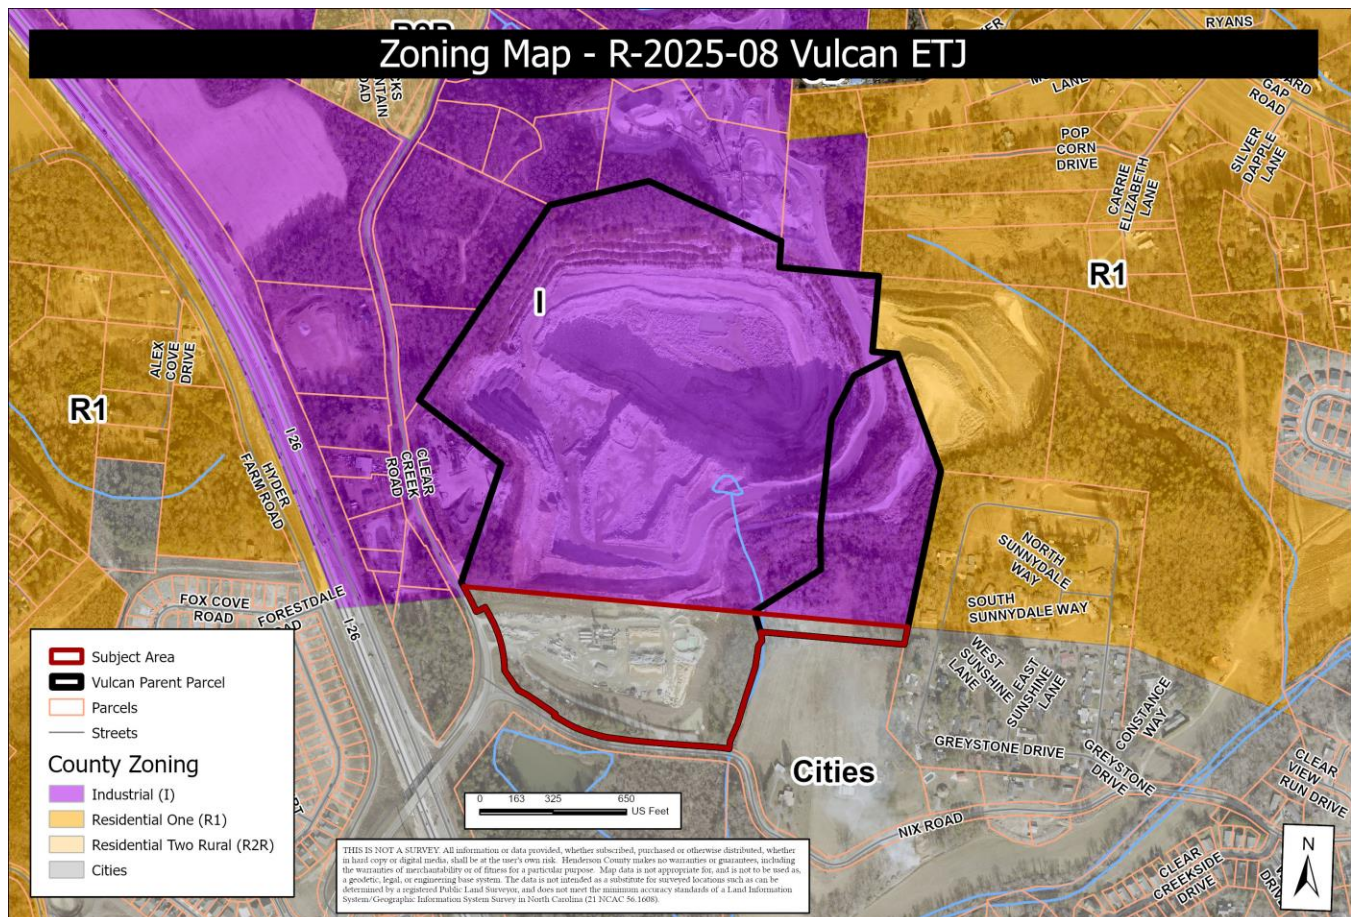 Zoning Map - R-2025-08 Vulcan ETJ
RYANS
LANE
GAP
ROAD
POP
CORN
DRIVE
CARRIE
ELIZABETH
LANE
SILVER
DAPPLE
LANE
ROAD
R1
I
ALEX
COVE
DRIVE
R1
I 26
HYDER
FARM ROAD
CLEAR
CREEK
ROAD
NORTH
SUNNYDALE
WAY
SOUTH
SUNNYDALE WAY
WEST
SUNSHINE
LANE
EAST
SUNSHINE
LANE
CONSTANCE
WAY
FOX COVE
ROAD
FORESTDALE
I 26
GREYSTONE DRIVE
GREYSTONE
DRIVE
CLEAR
VIEW
RUN DRIVE
Cities
NIX ROAD
CLEAR
CREEKSIDE
DRIVE
Subject Area
Vulcan Parent Parcel
Parcels
Streets
County Zoning
Industrial (I)
Residential One (R1)
Residential Two Rural (R2R)
Cities
0 163 325 650
US Feet
THIS IS NOT A SURVEY. All information or data provided, whether subscribed, purchased or otherwise distributed, whether
in hard copy or digital media, shall be at the user's own risk. Henderson County makes no warranties or guarantees, including
the warranties of merchantability or of fitness for a particular purpose. Map data is not appropriate for, and is not to be used as,
a geodetic, legal, or engineering base system. The data is not intended as a substitute for surveyed locations such as can be
determined by a registered Public Land Surveyor, and does not meet the minimum accuracy standards of a Land Information
System/Geographic Information System Survey in North Carolina (21 NCAC 56.1608).
N